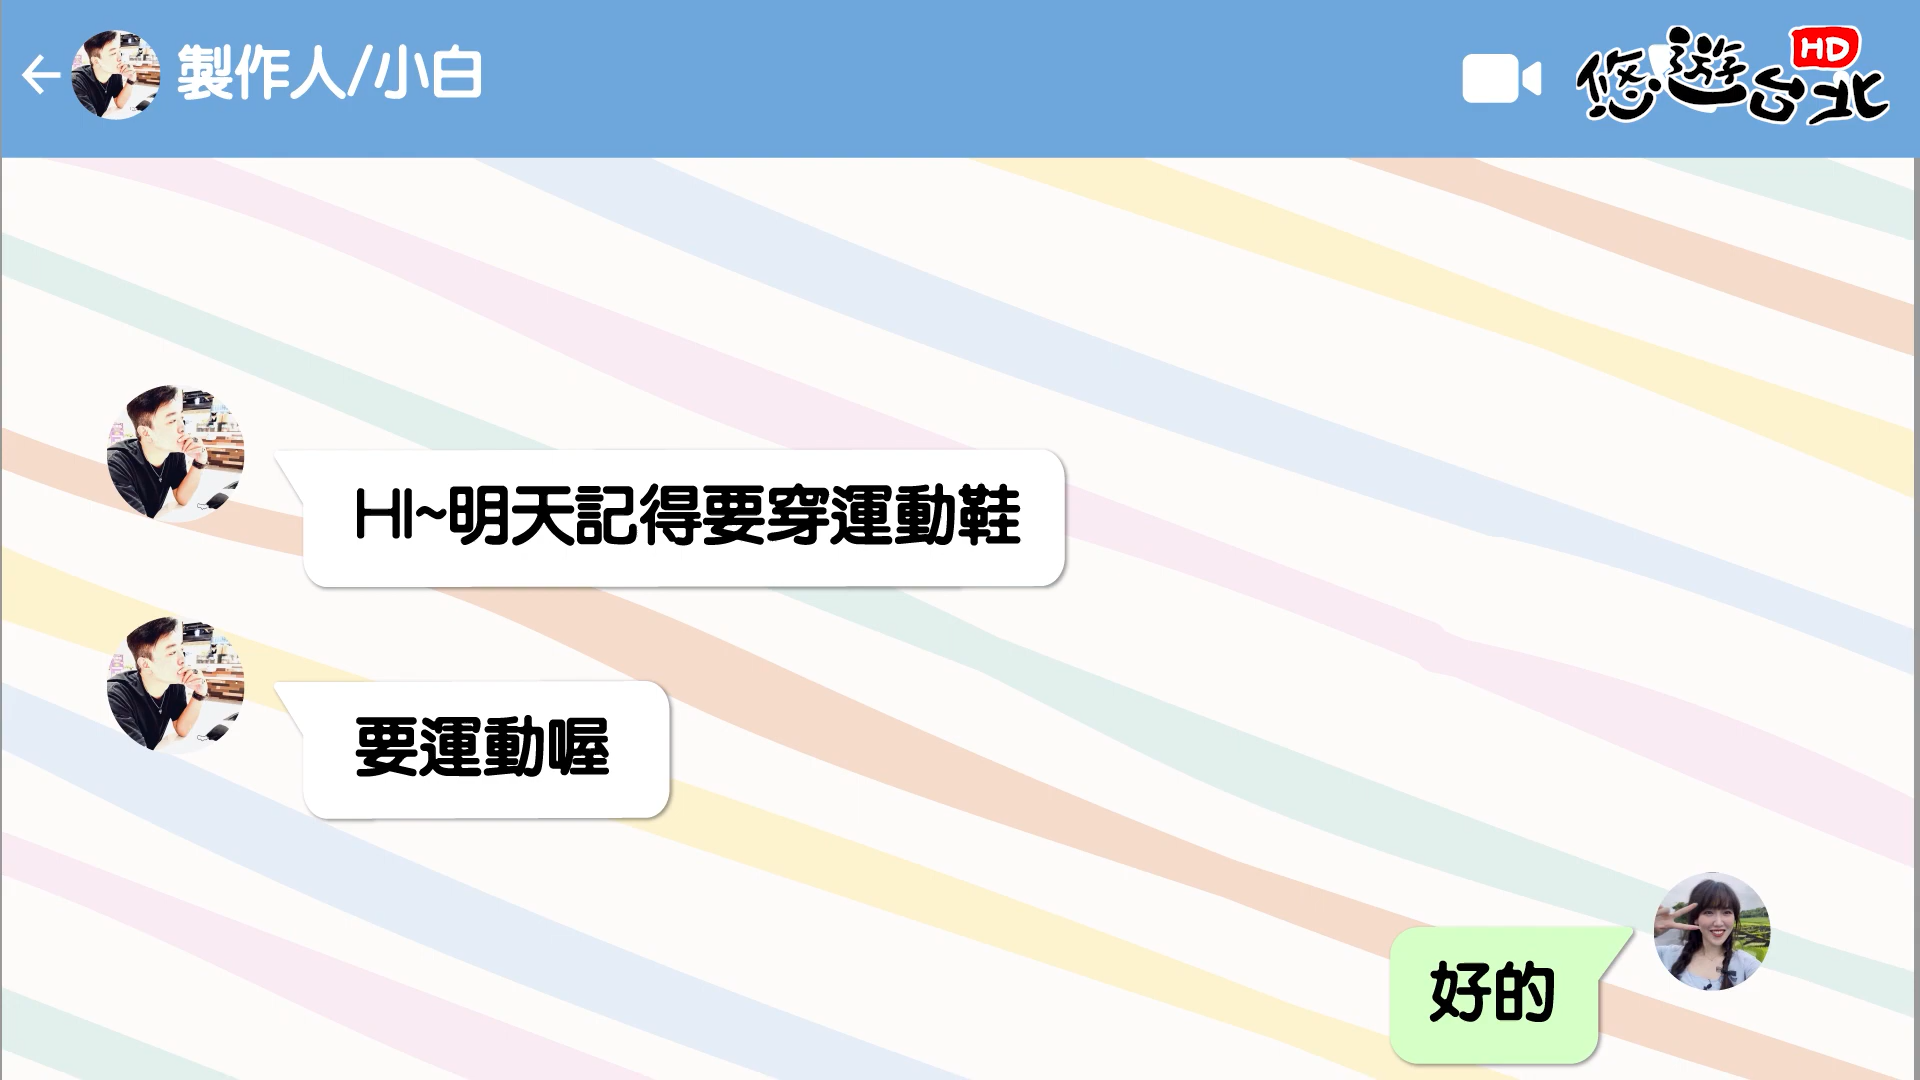 製作人/小白
HD
悠遊台北
HI~明天記得要穿運動鞋
要運動喔
好的